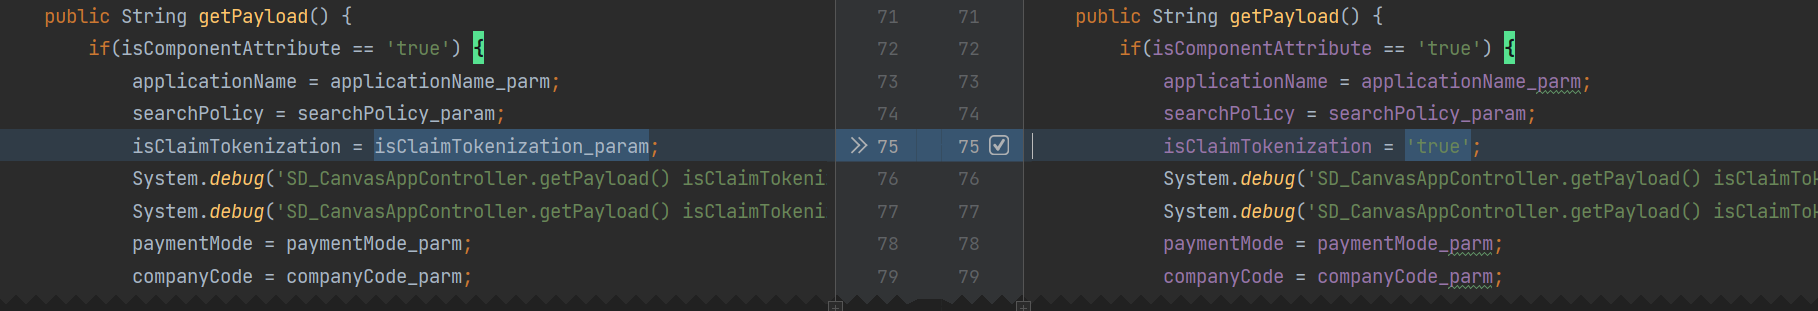 public String getPayload() { 71 71 public String getPayload() {
if(isComponentAttribute == 'true') { 72 72 if(isComponentAttribute == 'true') {
applicationName = applicationName_parm; 73 73 applicationName = applicationName_parm;
searchPolicy = searchPolicy_param; 74 74 searchPolicy = searchPolicy_param;
isClaimTokenization = isClaimTokenization_param; 75 75 isClaimTokenization = 'true';
System.debug('SD_CanvasAppController.getPayload() isClaimTokeni 76 76 System.debug('SD_CanvasAppController.getPayload() isClaimTok
System.debug('SD_CanvasAppController.getPayload() isClaimTokeni 77 77 System.debug('SD_CanvasAppController.getPayload() isClaimTok
paymentMode = paymentMode_parm; 78 78 paymentMode = paymentMode_parm;
companyCode = companyCode_parm; 79 79 companyCode = companyCode_parm;